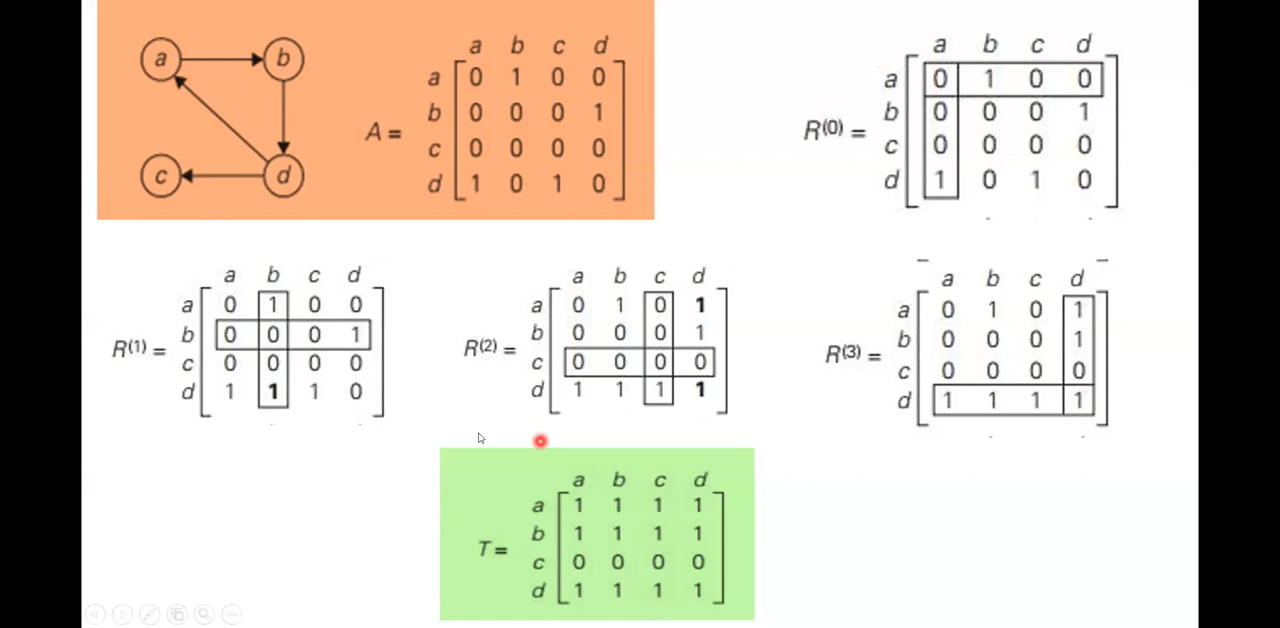 a b
c d
a b c d
A =
a 0 1 0 0
b 0 0 0 1
c 0 0 0 0
d 1 0 1 0
a b c d
R(0) =
a 0 1 0 0
b 0 0 0 1
c 0 0 0 0
d 1 0 1 0
a b c d
R(1) =
a 0 1 0 0
b 0 0 0 1
c 0 0 0 0
d 1 1 1 0
a b c d
R(2) =
a 0 1 0 1
b 0 0 0 1
c 0 0 0 0
d 1 1 1 1
a b c d
R(3) =
a 0 1 0 1
b 0 0 0 1
c 0 0 0 0
d 1 1 1 1
a b c d
T =
a 1 1 1 1
b 1 1 1 1
c 0 0 0 0
d 1 1 1 1